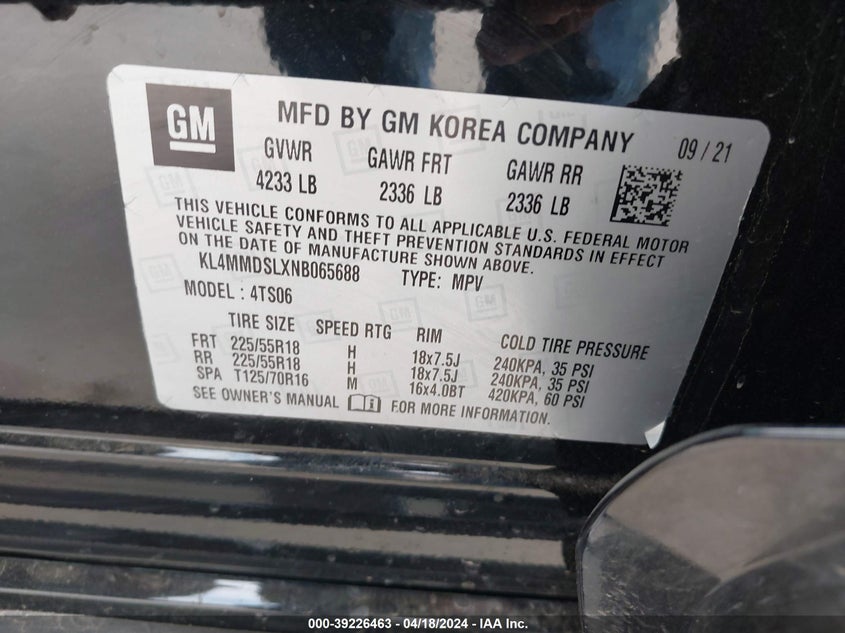 GM
MFD BY GM KOREA COMPANY 09 / 21
GVWR GAWR FRT GAWR RR
4233 LB 2336 LB 2336 LB
THIS VEHICLE CONFORMS TO ALL APPLICABLE U.S. FEDERAL MOTOR
VEHICLE SAFETY AND THEFT PREVENTION STANDARDS IN EFFECT
ON THE DATE OF MANUFACTURE SHOWN ABOVE.
KL4MMDSLXNB065688 TYPE: MPV
MODEL : 4TS06
TIRE SIZE SPEED RTG RIM COLD TIRE PRESSURE
FRT 225/55R18 H 18x7.5J 240KPA, 35 PSI
RR 225/55R18 H 18x7.5J 240KPA, 35 PSI
SPA T125/70R16 M 16x4.0BT 420KPA, 60 PSI
SEE OWNER'S MANUAL FOR MORE INFORMATION.
000-39226463 - 04/18/2024 - IAA Inc.